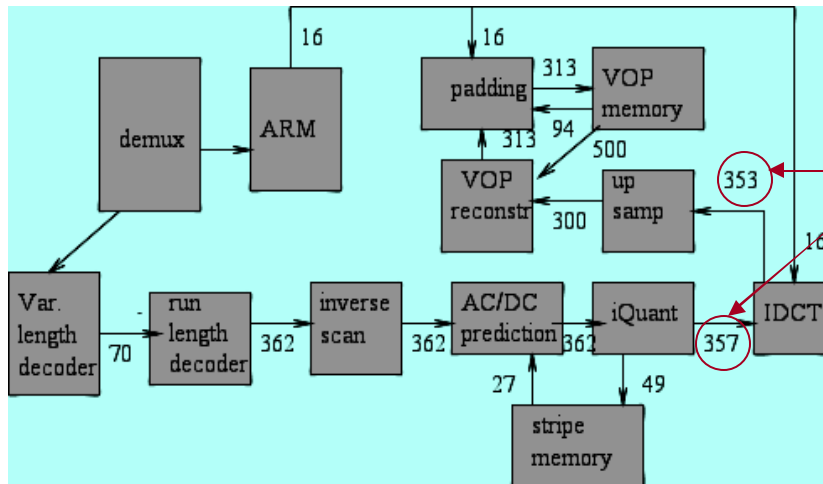 16
16
padding
313
VOP
memory
demux
ARM
94
313
500
VOP
reconstr
up
samp
353
300
16
Var.
length
decoder
run
length
decoder
inverse
scan
AC/DC
prediction
iQuant
IDCT
70
362
362
362
357
27
49
stripe
memory